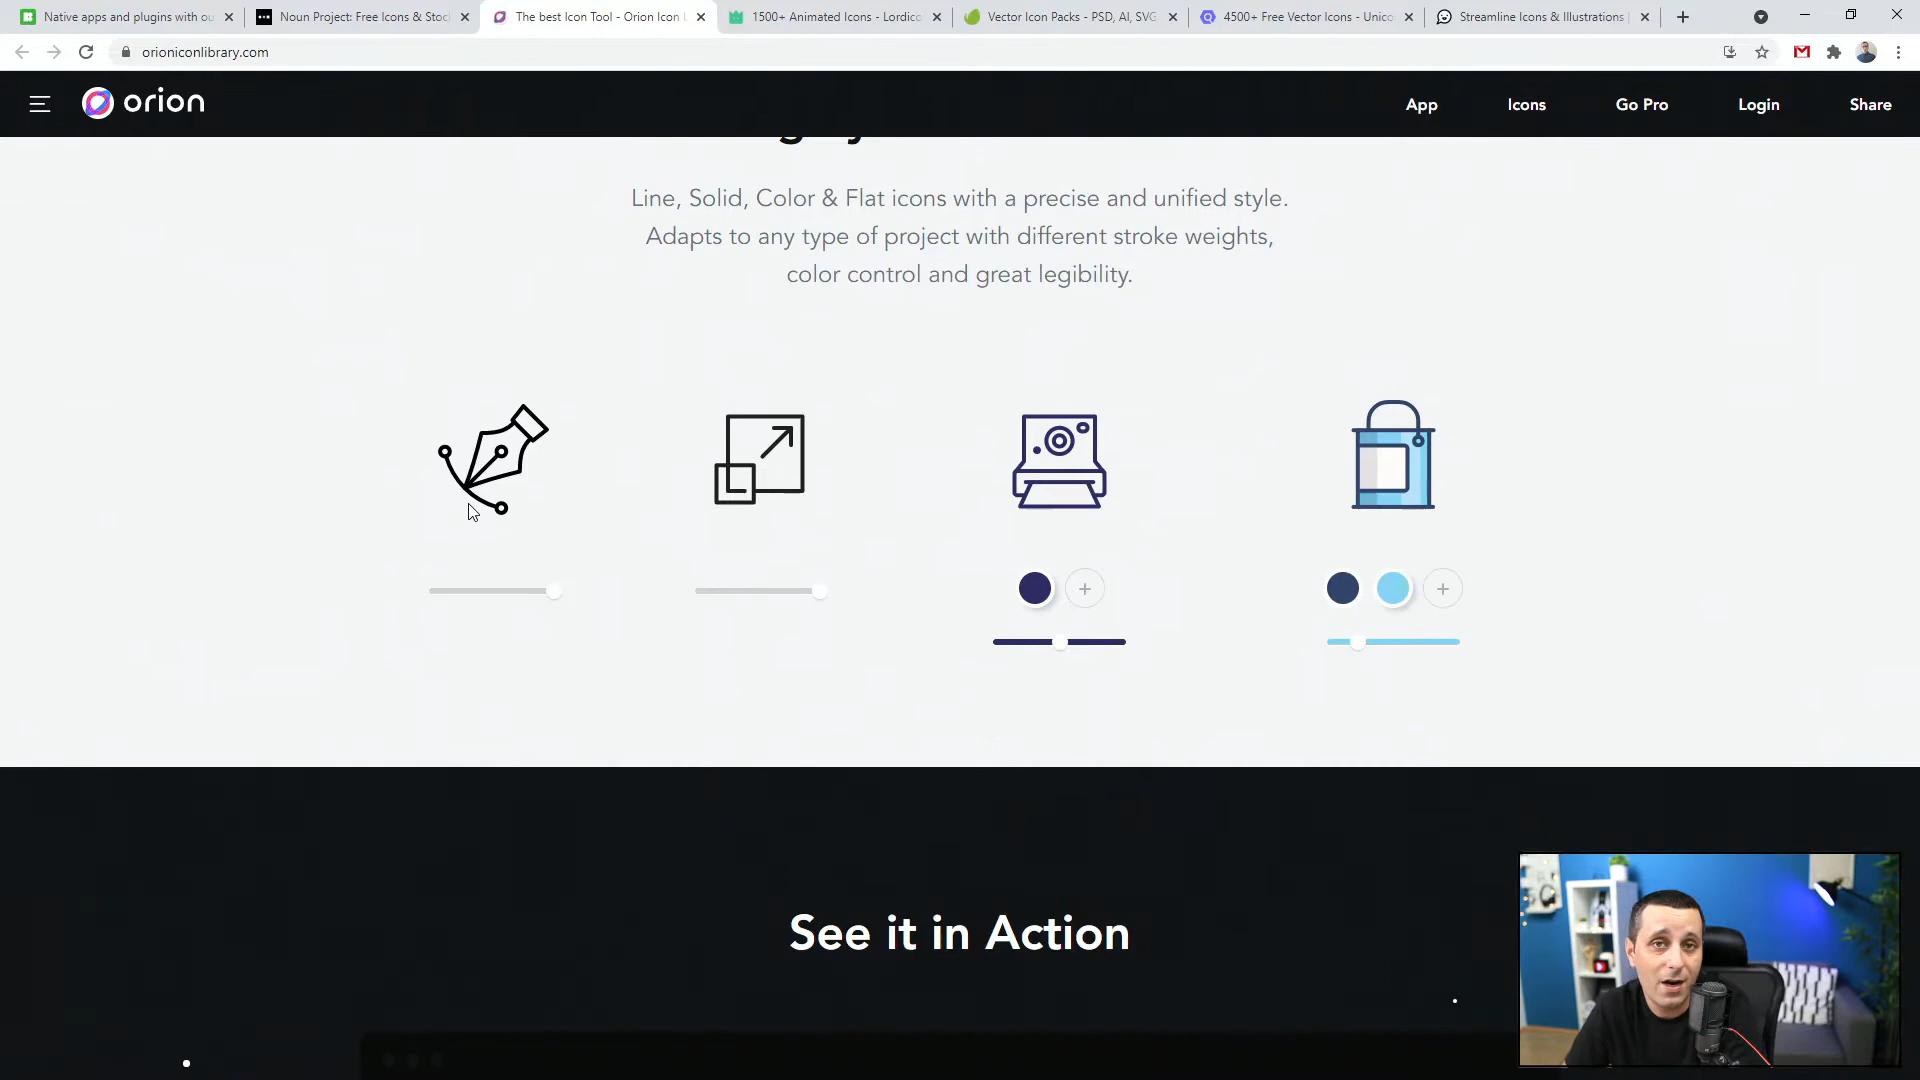 Native apps and plugins with ou
Noun Project: Free Icons & Stoc
The best Icon Tool - Orion Icon L
1500+ Animated Icons - Lordico
Vector Icon Packs - PSD, AI, SVG
4500+ Free Vector Icons - Unico
Streamline Icons & Illustrations
orioniconlibrary.com
orion
App
Icons
Go Pro
Login
Share
Line, Solid, Color & Flat icons with a precise and unified style.
Adapts to any type of project with different stroke weights,
color control and great legibility.
See it in Action